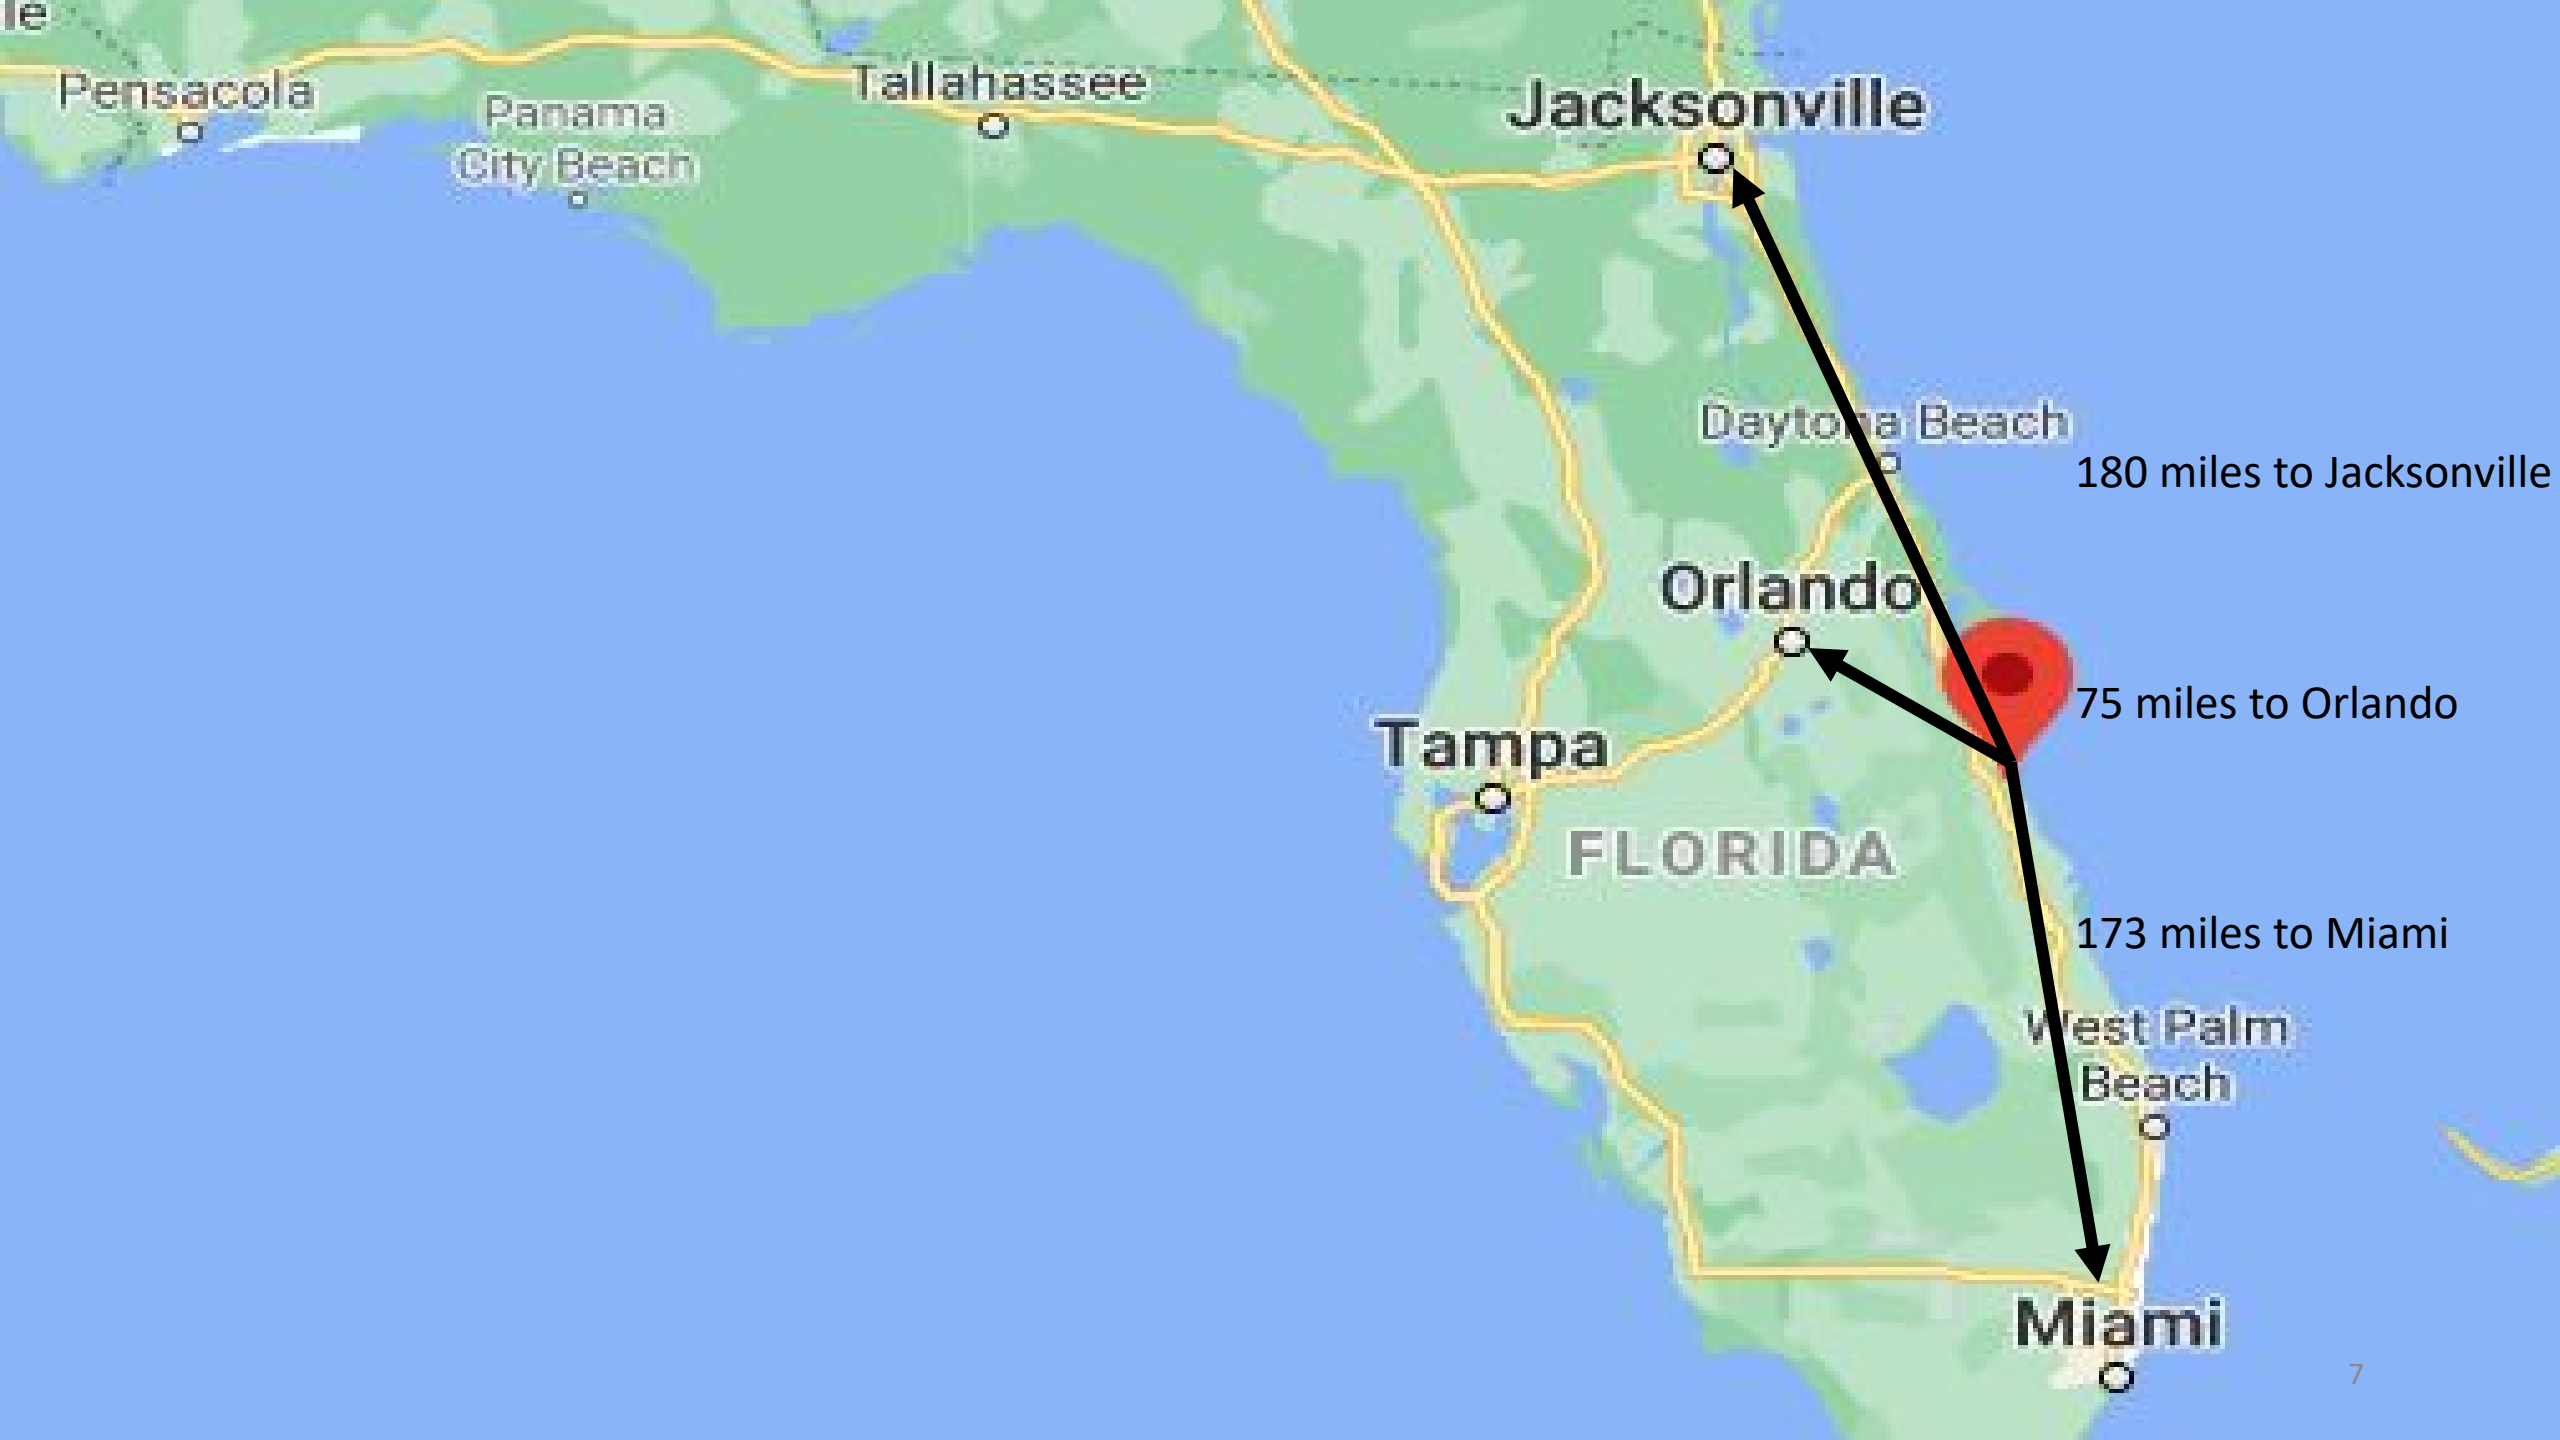 le
Pensacola
Panama
City Beach
Tallahassee
Jacksonville
Daytona Beach
180 miles to Jacksonville
Orlando
75 miles to Orlando
Tampa
FLORIDA
173 miles to Miami
West Palm
Beach
Miami
7